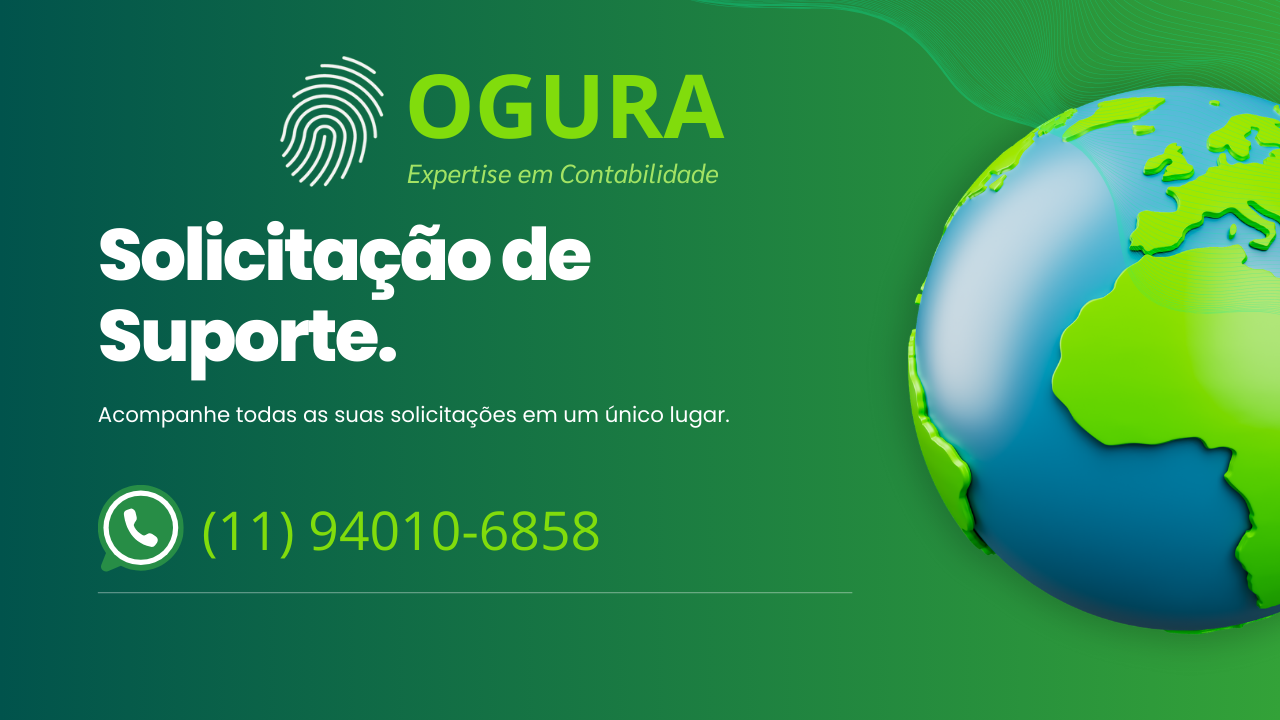 OGURA
Expertise em Contabilidade
Solicitação de
Suporte.
Acompanhe todas as suas solicitações em um único lugar.
(11) 94010-6858